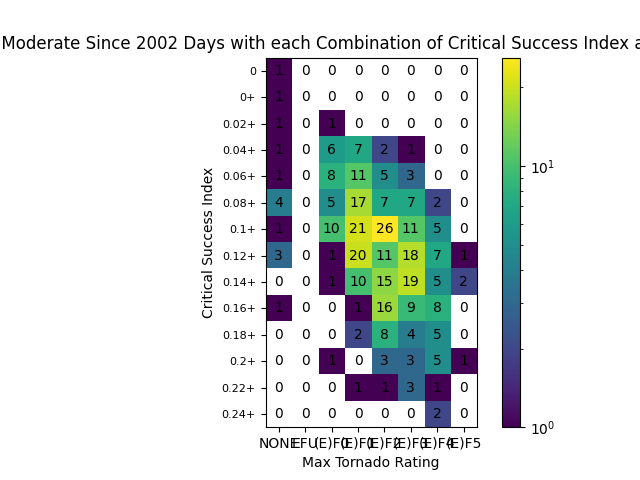 Moderate Since 2002 Days with each Combination of Critical Success Index
0 1 0 0 0 0 0 0 0
0+ 1 0 0 0 0 0 0 0
0.02+ 1 0 1 0 0 0 0 0
0.04+ 1 0 6 7 2 1 0 0
0.06+ 1 0 8 11 5 3 0 0
0.08+ 4 0 5 17 7 7 2 0
0.1+ 1 0 10 21 26 11 5 0
0.12+ 3 0 1 20 11 18 7 1
0.14+ 0 0 1 10 15 19 5 2
0.16+ 1 0 0 1 16 9 8 0
0.18+ 0 0 0 2 8 4 5 0
0.2+ 0 0 1 0 3 3 5 1
0.22+ 0 0 0 1 1 3 1 0
0.24+ 0 0 0 0 0 0 2 0
NONE EFU (E)F0 (E)F1 (E)F2 (E)F3 (E)F4 (E)F5
Max Tornado Rating
Critical Success Index
10¹
10⁰